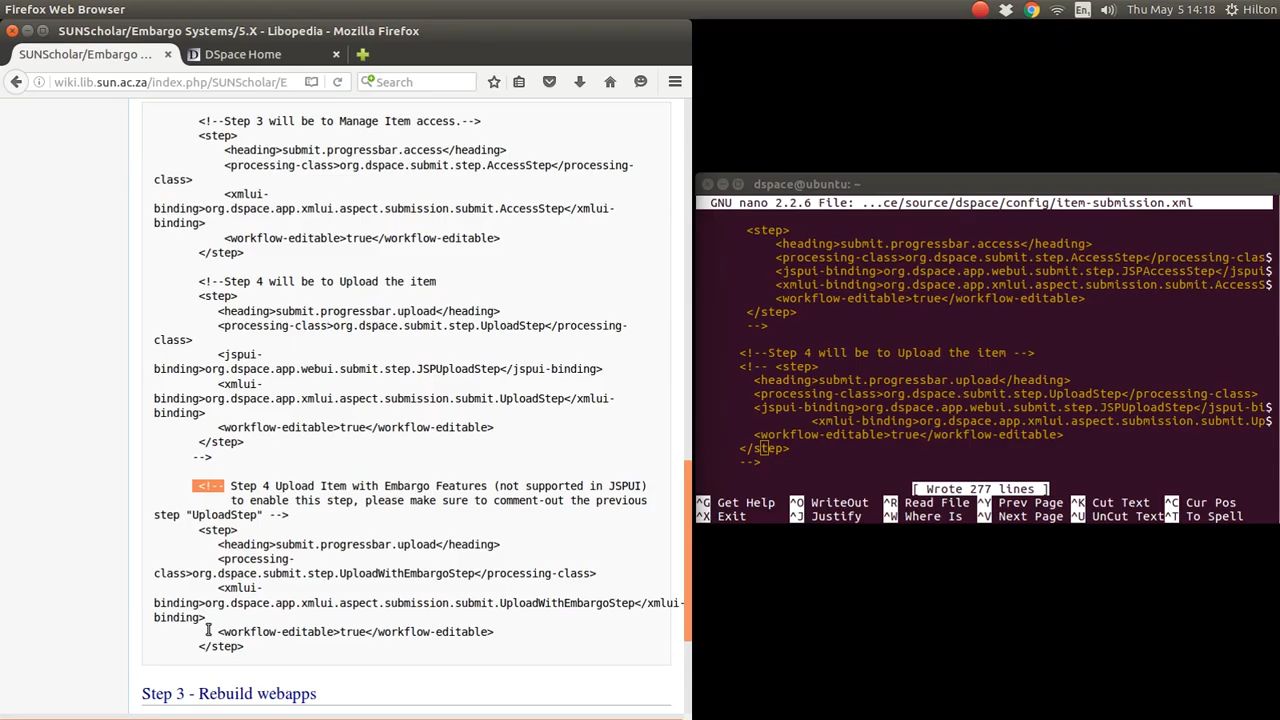 Firefox Web Browser
En
Thu May 5 14:18
Hilton
SUNScholar/Embargo Systems/5.X - Libopedia - Mozilla Firefox
SUNScholar/Embargo ... ×
DSpace Home ×
wiki.lib.sun.ac.za/index.php/SUNScholar/E
Search
<!--Step 3 will be to Manage Item access.-->
<step>
<heading>submit.progressbar.access</heading>
<processing-class>org.dspace.submit.step.AccessStep</processing-
class>
<xmlui-
binding>org.dspace.app.xmlui.aspect.submission.submit.AccessStep</xmlui-
binding>
<workflow-editable>true</workflow-editable>
</step>
<!--Step 4 will be to Upload the item
<step>
<heading>submit.progressbar.upload</heading>
<processing-class>org.dspace.submit.step.UploadStep</processing-
class>
<jspui-
binding>org.dspace.app.webui.submit.step.JSPUploadStep</jspui-binding>
<xmlui-
binding>org.dspace.app.xmlui.aspect.submission.submit.UploadStep</xmlui-
binding>
<workflow-editable>true</workflow-editable>
</step>
-->
<!-- Step 4 Upload Item with Embargo Features (not supported in JSPUI)
to enable this step, please make sure to comment-out the previous
step "UploadStep" -->
<step>
<heading>submit.progressbar.upload</heading>
<processing-
class>org.dspace.submit.step.UploadWithEmbargoStep</processing-class>
<xmlui-
binding>org.dspace.app.xmlui.aspect.submission.submit.UploadWithEmbargoStep</xmlui-
binding>
<workflow-editable>true</workflow-editable>
</step>
Step 3 - Rebuild webapps
dspace@ubuntu: ~
GNU nano 2.2.6 File: ...ce/source/dspace/config/item-submission.xml
<step>
<heading>submit.progressbar.access</heading>
<processing-class>org.dspace.submit.step.AccessStep</processing-clas$
<jspui-binding>org.dspace.app.webui.submit.step.JSPAccessStep</jspui$
<xmlui-binding>org.dspace.app.xmlui.aspect.submission.submit.AccessS$
<workflow-editable>true</workflow-editable>
</step>
-->
<!--Step 4 will be to Upload the item -->
<!-- <step>
<heading>submit.progressbar.upload</heading>
<processing-class>org.dspace.submit.step.UploadStep</processing-class>
<jspui-binding>org.dspace.app.webui.submit.step.JSPUploadStep</jspui-bi$
<xmlui-binding>org.dspace.app.xmlui.aspect.submission.submit.Up$
<workflow-editable>true</workflow-editable>
</step>
-->
[ Wrote 277 lines ]
^G Get Help ^O WriteOut ^R Read File ^Y Prev Page ^K Cut Text ^C Cur Pos
^X Exit ^J Justify ^W Where Is ^V Next Page ^U UnCut Text ^T To Spell